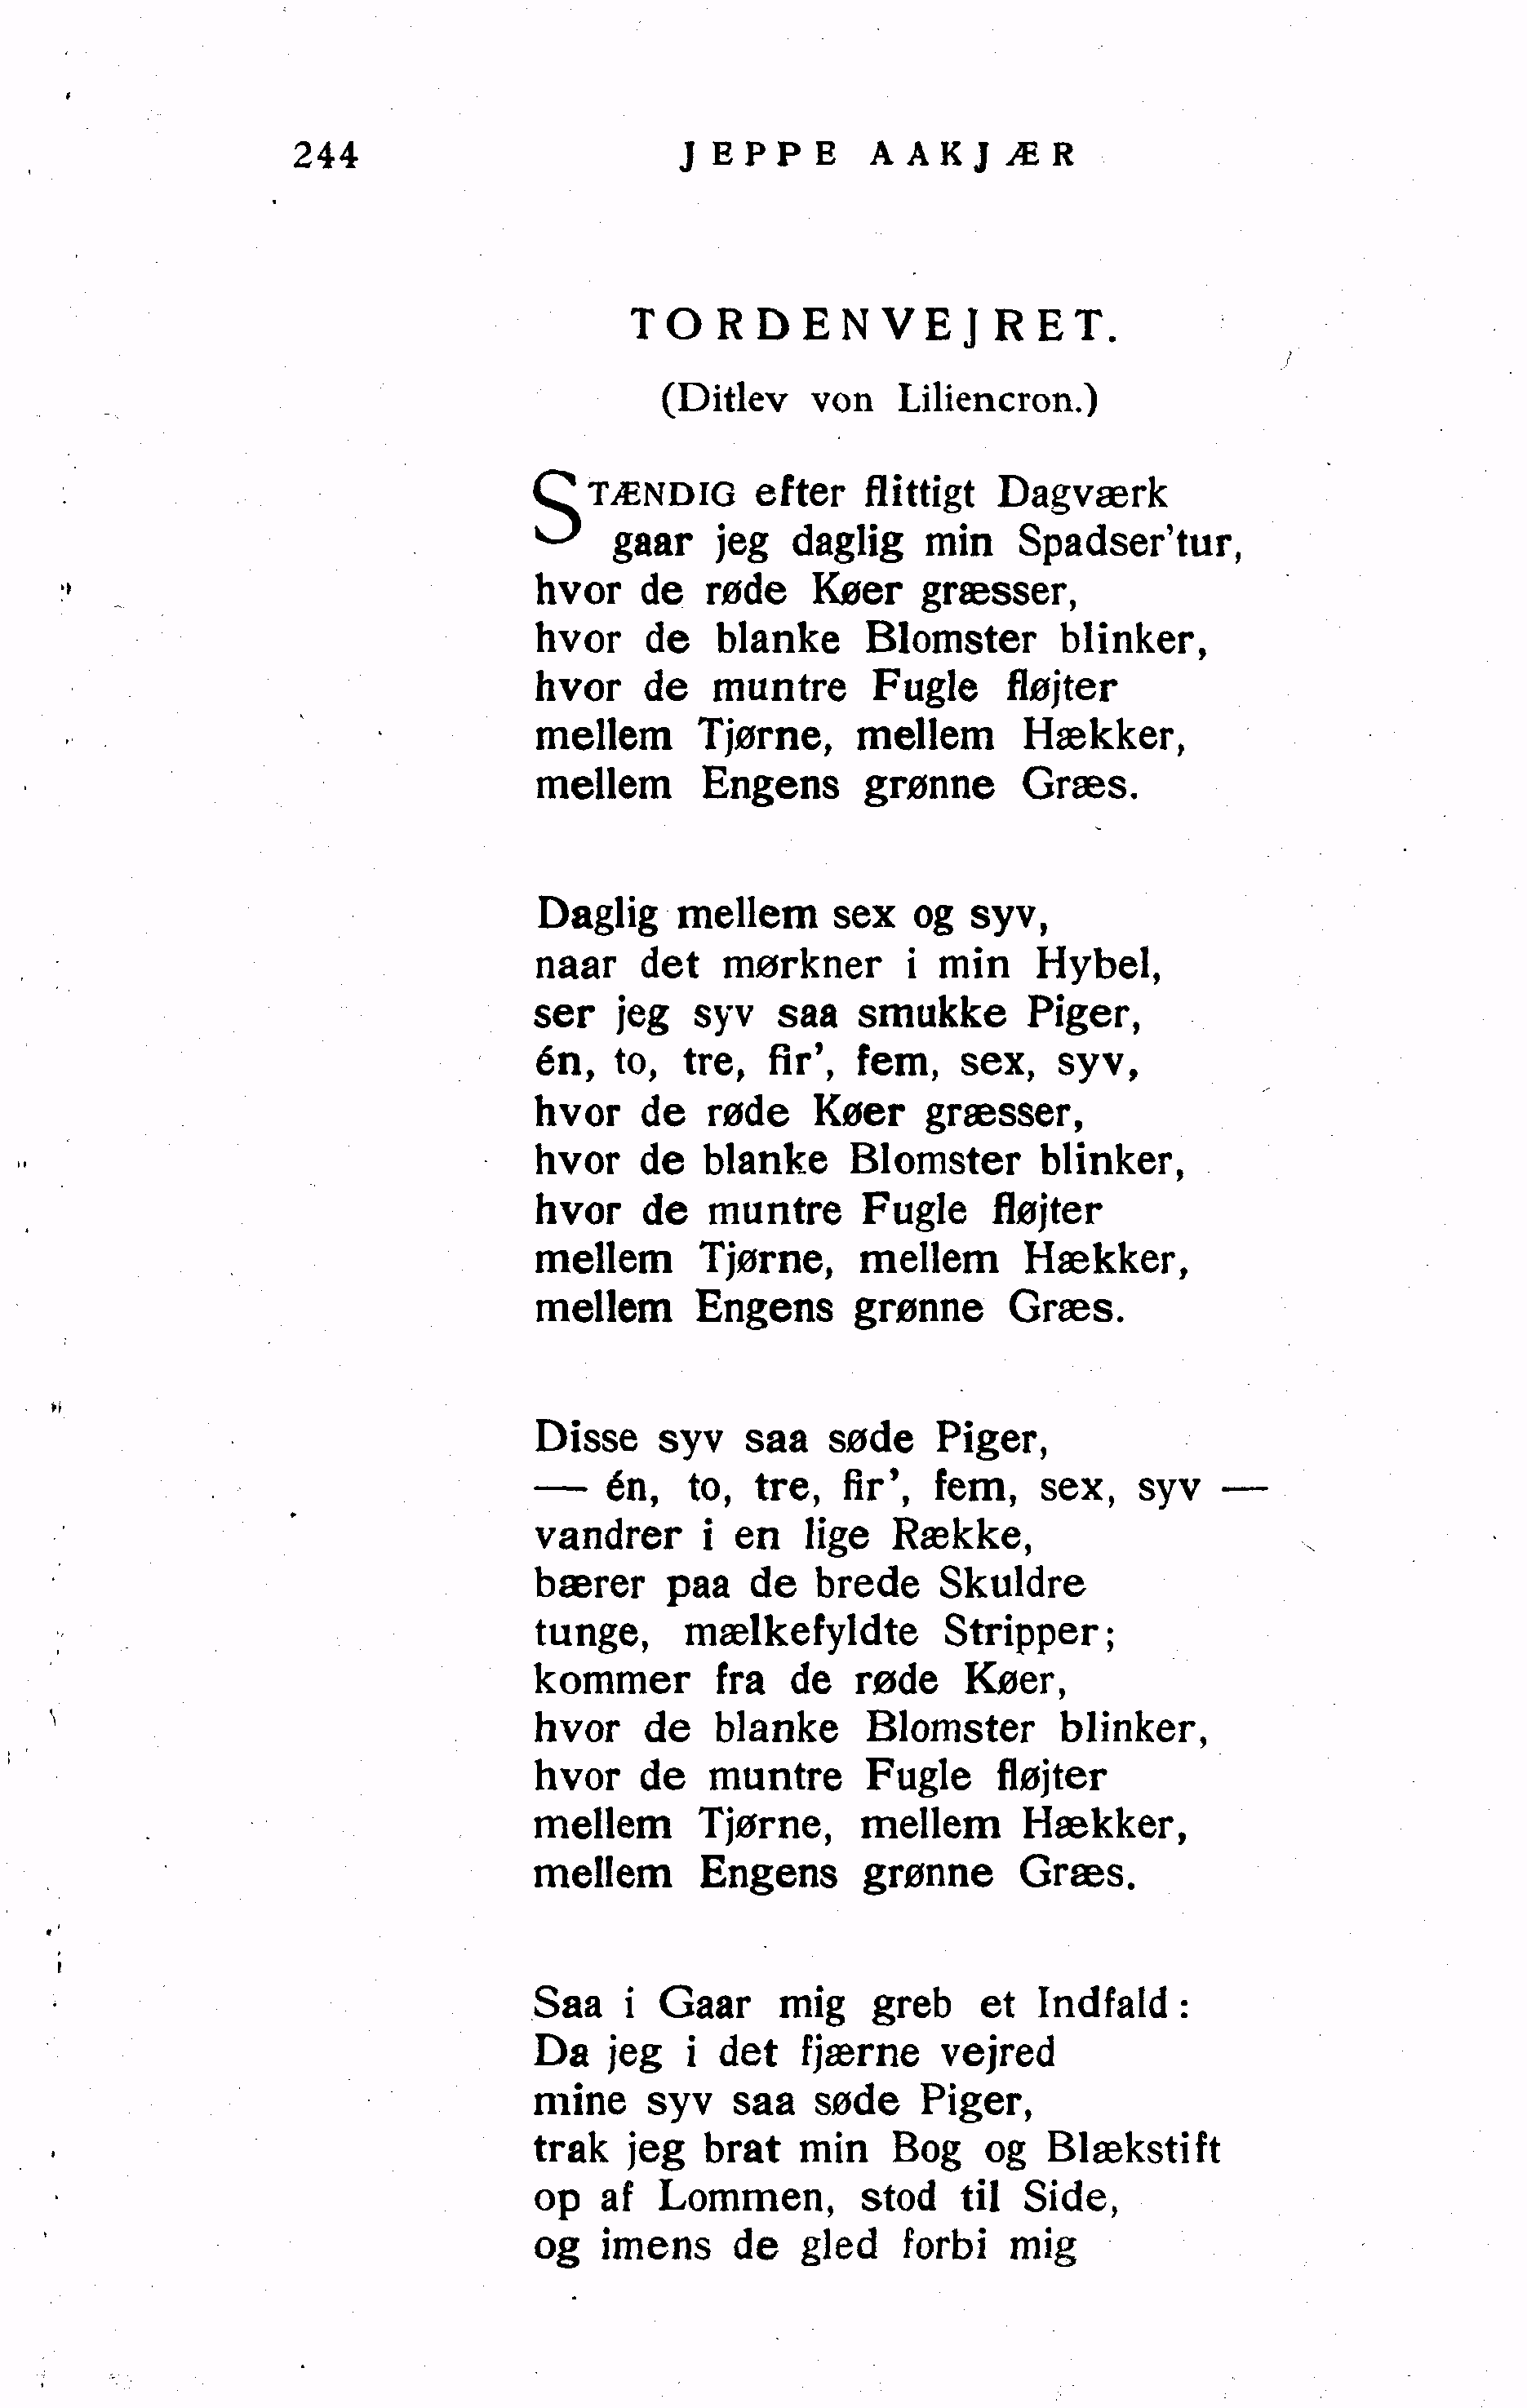 244 JEPPE AAKJÆR
TORDENVEJRET.
(Ditlev von Liliencron.)
STÆNDIG efter flittigt Dagværk
gaar jeg daglig min Spadser'tur,
hvor de røde Køer græsser,
hvor de blanke Blomster blinker,
hvor de muntre Fugle fløjter
mellem Tjørne, mellem Hækker,
mellem Engens grønne Græs.
Daglig mellem sex og syv,
naar det mørkner i min Hybel,
ser jeg syv saa smukke Piger,
én, to, tre, fir', fem, sex, syv,
hvor de røde Køer græsser,
hvor de blanke Blomster blinker,
hvor de muntre Fugle fløjter
mellem Tjørne, mellem Hækker,
mellem Engens grønne Græs.
Disse syv saa søde Piger,
— én, to, tre, fir', fem, sex, syv —
vandrer i en lige Række,
bærer paa de brede Skuldre
tunge, mælkefyldte Stripper;
kommer fra de røde Køer,
hvor de blanke Blomster blinker,
hvor de muntre Fugle fløjter
mellem Tjørne, mellem Hækker,
mellem Engens grønne Græs.
Saa i Gaar mig greb et Indfald:
Da jeg i det fjærne vejred
mine syv saa søde Piger,
trak jeg brat min Bog og Blækstift
op af Lommen, stod til Side,
og imens de gled forbi mig